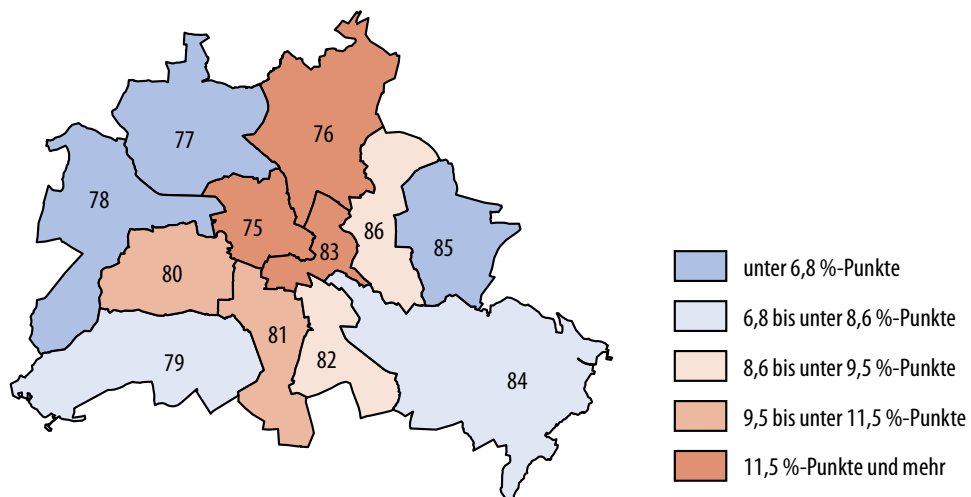 77
76
78
75
86
83
85
80
81
79
82
84
unter 6,8 %-Punkte
6,8 bis unter 8,6 %-Punkte
8,6 bis unter 9,5 %-Punkte
9,5 bis unter 11,5 %-Punkte
11,5 %-Punkte und mehr